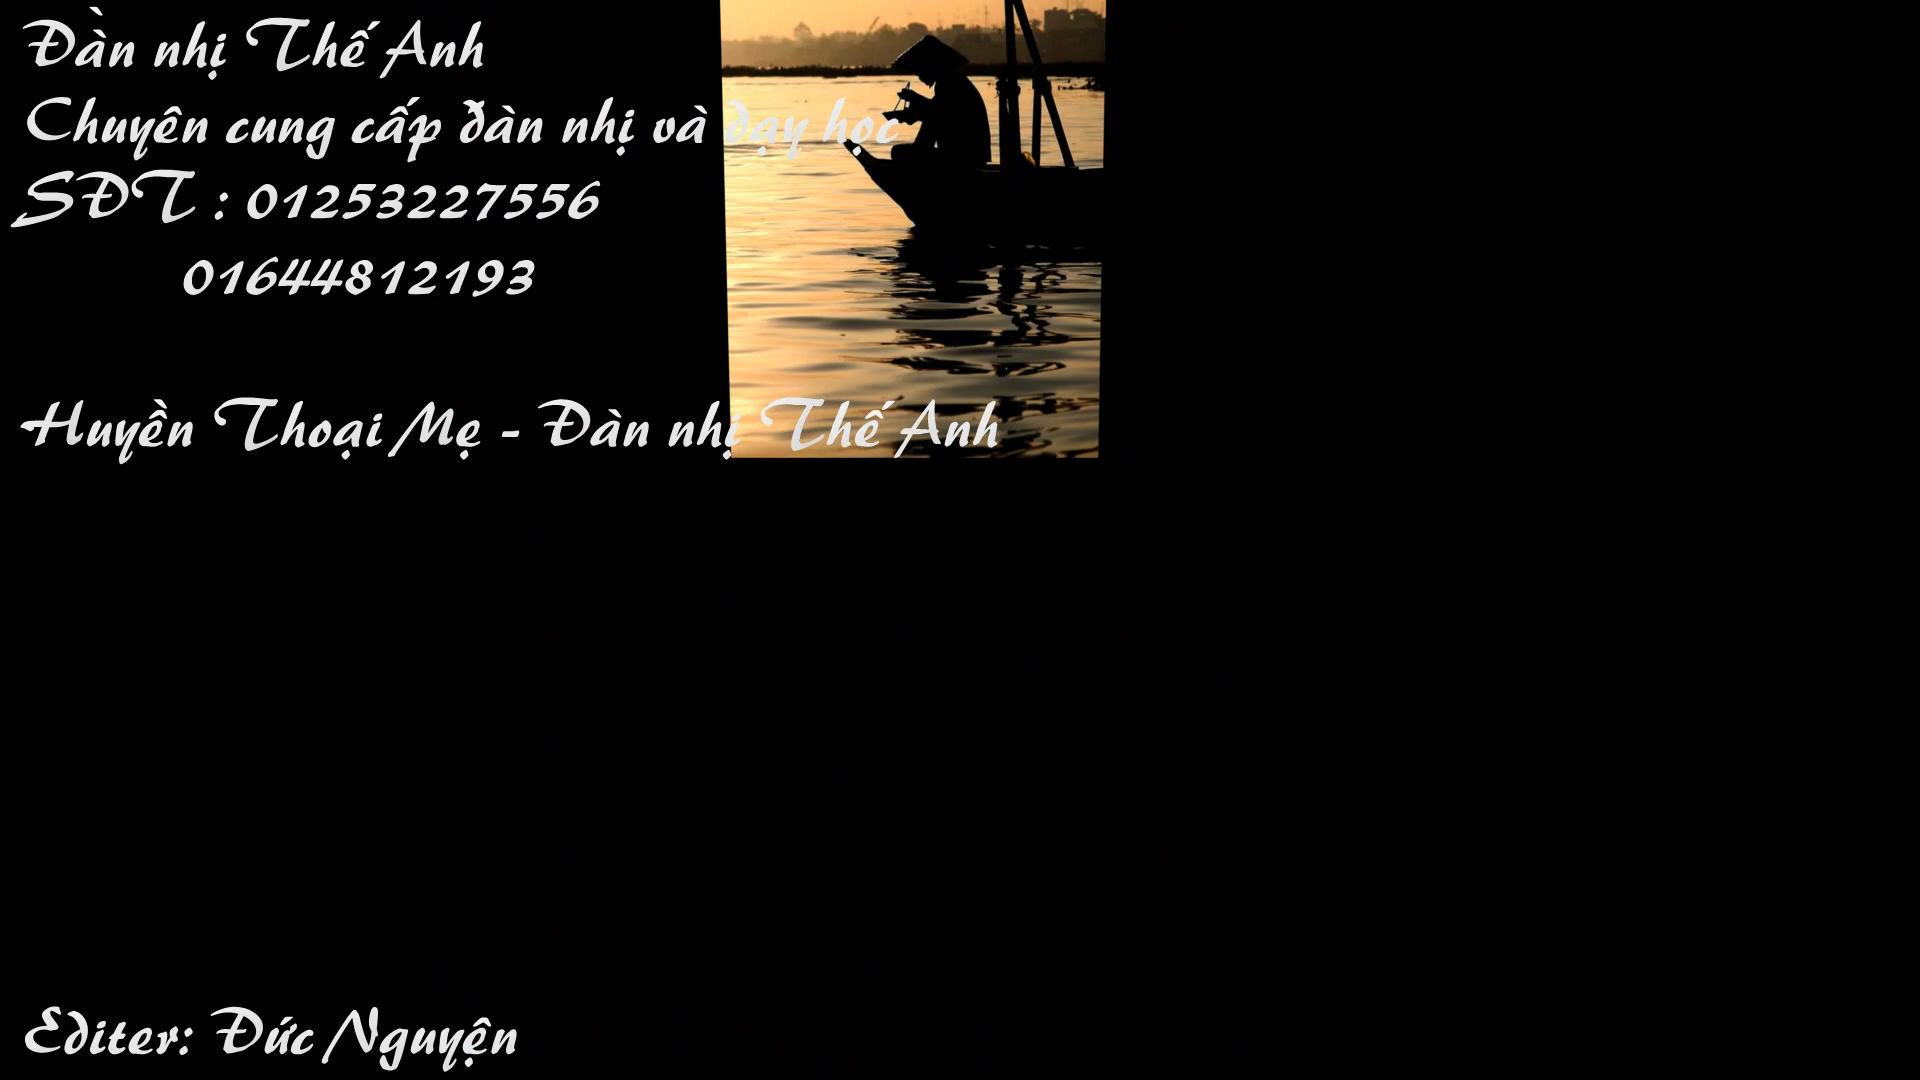 Đàn nhị Thế Anh
Chuyên cung cấp đàn nhị và dạy học
SĐT : 01253227556
01644812193
Huyền Thoại Mẹ - Đàn nhị Thế Anh
Editer: Đức Nguyện